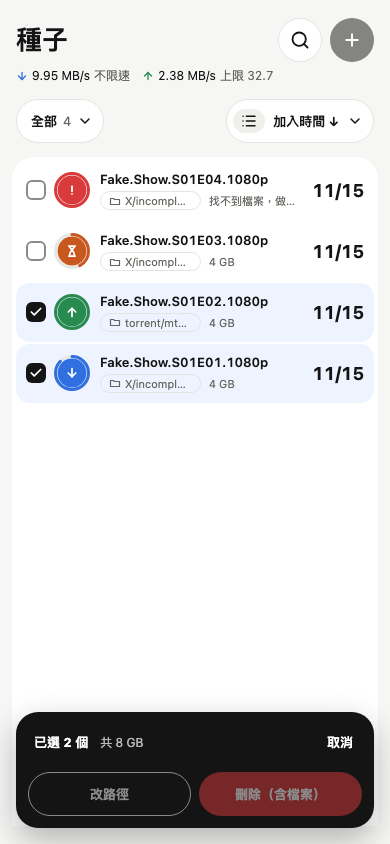 種子
9.95 MB/s 不限速 2.38 MB/s 上限 32.7
全部 4
加入時間
Fake.Show.S01E04.1080p
X/incompl... 找不到檔案，做...
11/15
Fake.Show.S01E03.1080p
X/incompl... 4 GB
11/15
Fake.Show.S01E02.1080p
torrent/mt... 4 GB
11/15
Fake.Show.S01E01.1080p
X/incompl... 4 GB
11/15
已選 2 個 共 8 GB 取消
改路徑 刪除（含檔案）